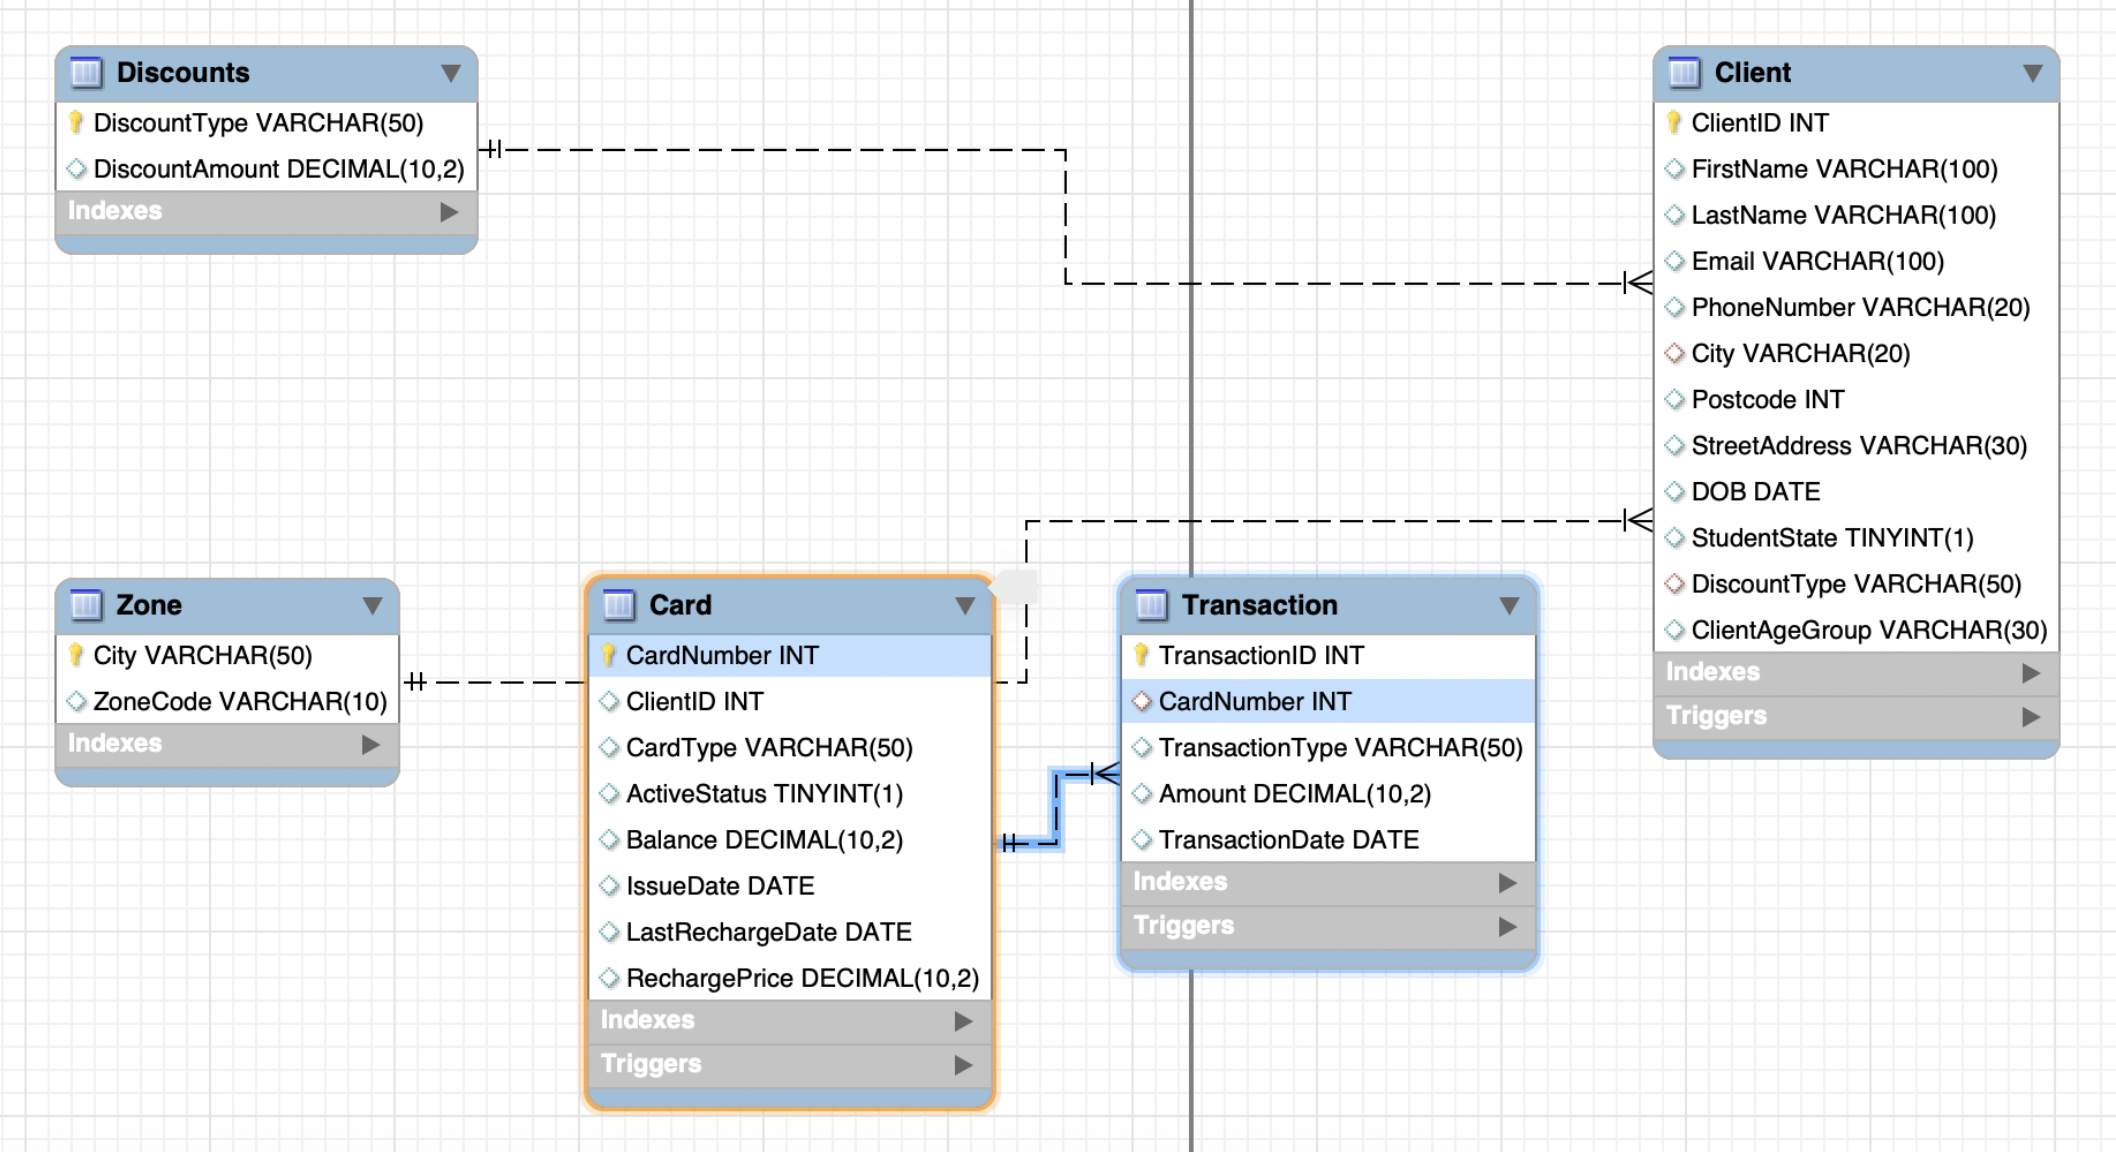 Discounts
DiscountType VARCHAR(50)
DiscountAmount DECIMAL(10,2)
Indexes
Client
ClientID INT
FirstName VARCHAR(100)
LastName VARCHAR(100)
Email VARCHAR(100)
PhoneNumber VARCHAR(20)
City VARCHAR(20)
Postcode INT
StreetAddress VARCHAR(30)
DOB DATE
StudentState TINYINT(1)
DiscountType VARCHAR(50)
ClientAgeGroup VARCHAR(30)
Indexes
Triggers
Zone
City VARCHAR(50)
ZoneCode VARCHAR(10)
Indexes
Card
CardNumber INT
ClientID INT
CardType VARCHAR(50)
ActiveStatus TINYINT(1)
Balance DECIMAL(10,2)
IssueDate DATE
LastRechargeDate DATE
RechargePrice DECIMAL(10,2)
Indexes
Triggers
Transaction
TransactionID INT
CardNumber INT
TransactionType VARCHAR(50)
Amount DECIMAL(10,2)
TransactionDate DATE
Indexes
Triggers